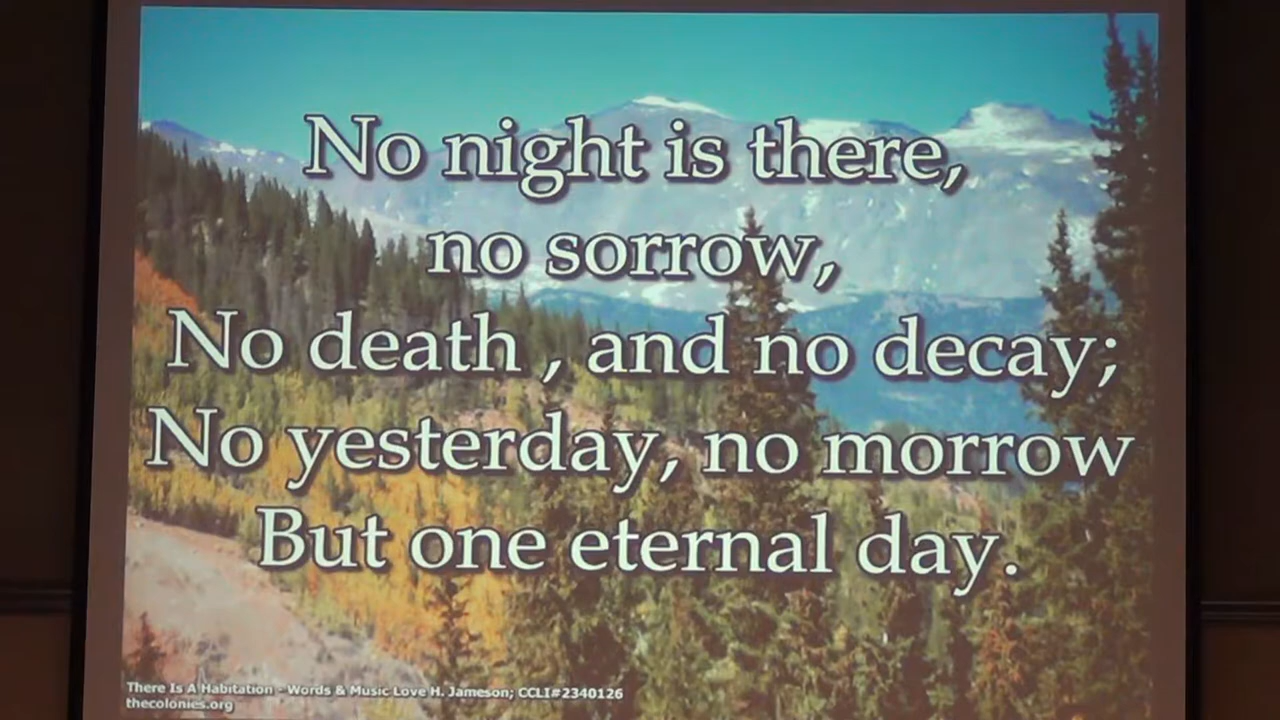 No night is there,
no sorrow,
No death , and no decay;
No yesterday, no morrow
But one eternal day.
There Is A Habitation - Words & Music Love H. Jameson; CCLI#2340126
thecolonies.org